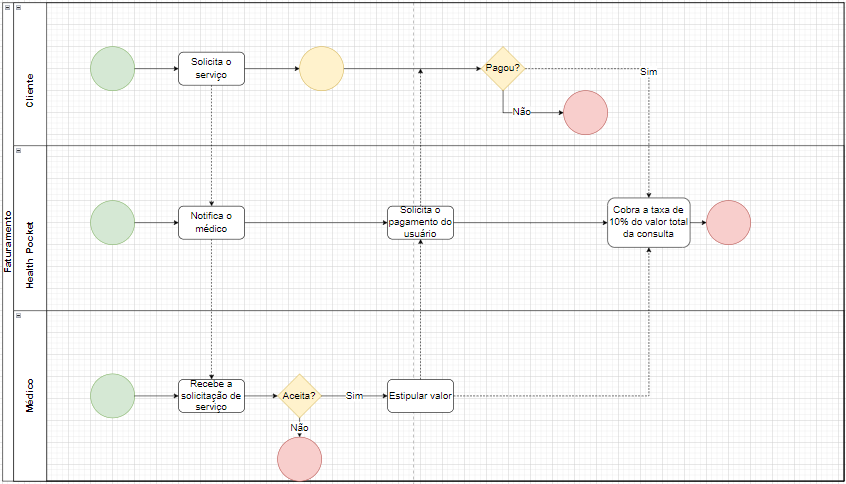 Faturamento
Cliente
Solicita o
serviço
Pagou?
Sim
Não
Health Pocket
Notifica o
médico
Solicita o
pagamento do
usuário
Cobra a taxa de
10% do valor total
da consulta
Médico
Recebe a
solicitação de
serviço
Aceita?
Sim
Estipular valor
Não